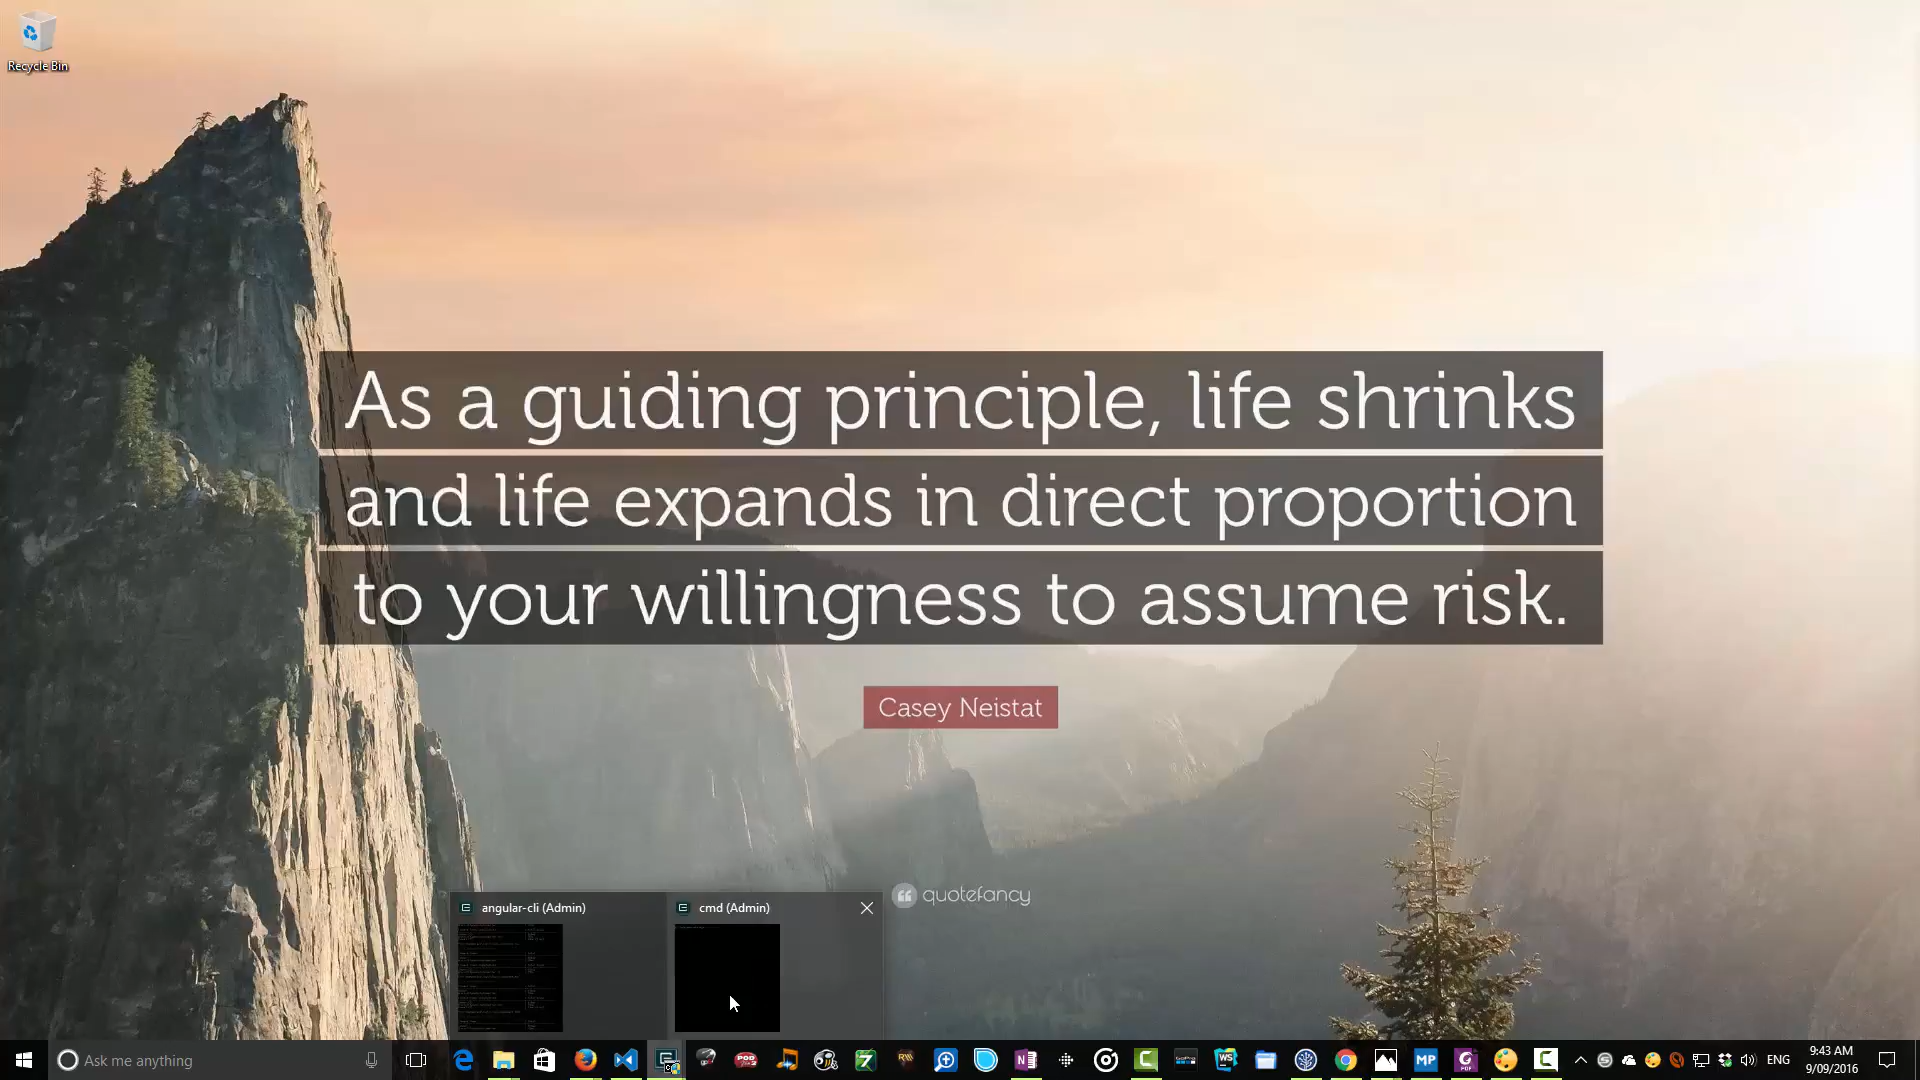 Recycle Bin
As a guiding principle, life shrinks
and life expands in direct proportion
to your willingness to assume risk.
Casey Neistat
quotefancy
angular-cli (Admin)
cmd (Admin)
Ask me anything
ENG
9:43 AM
9/09/2016